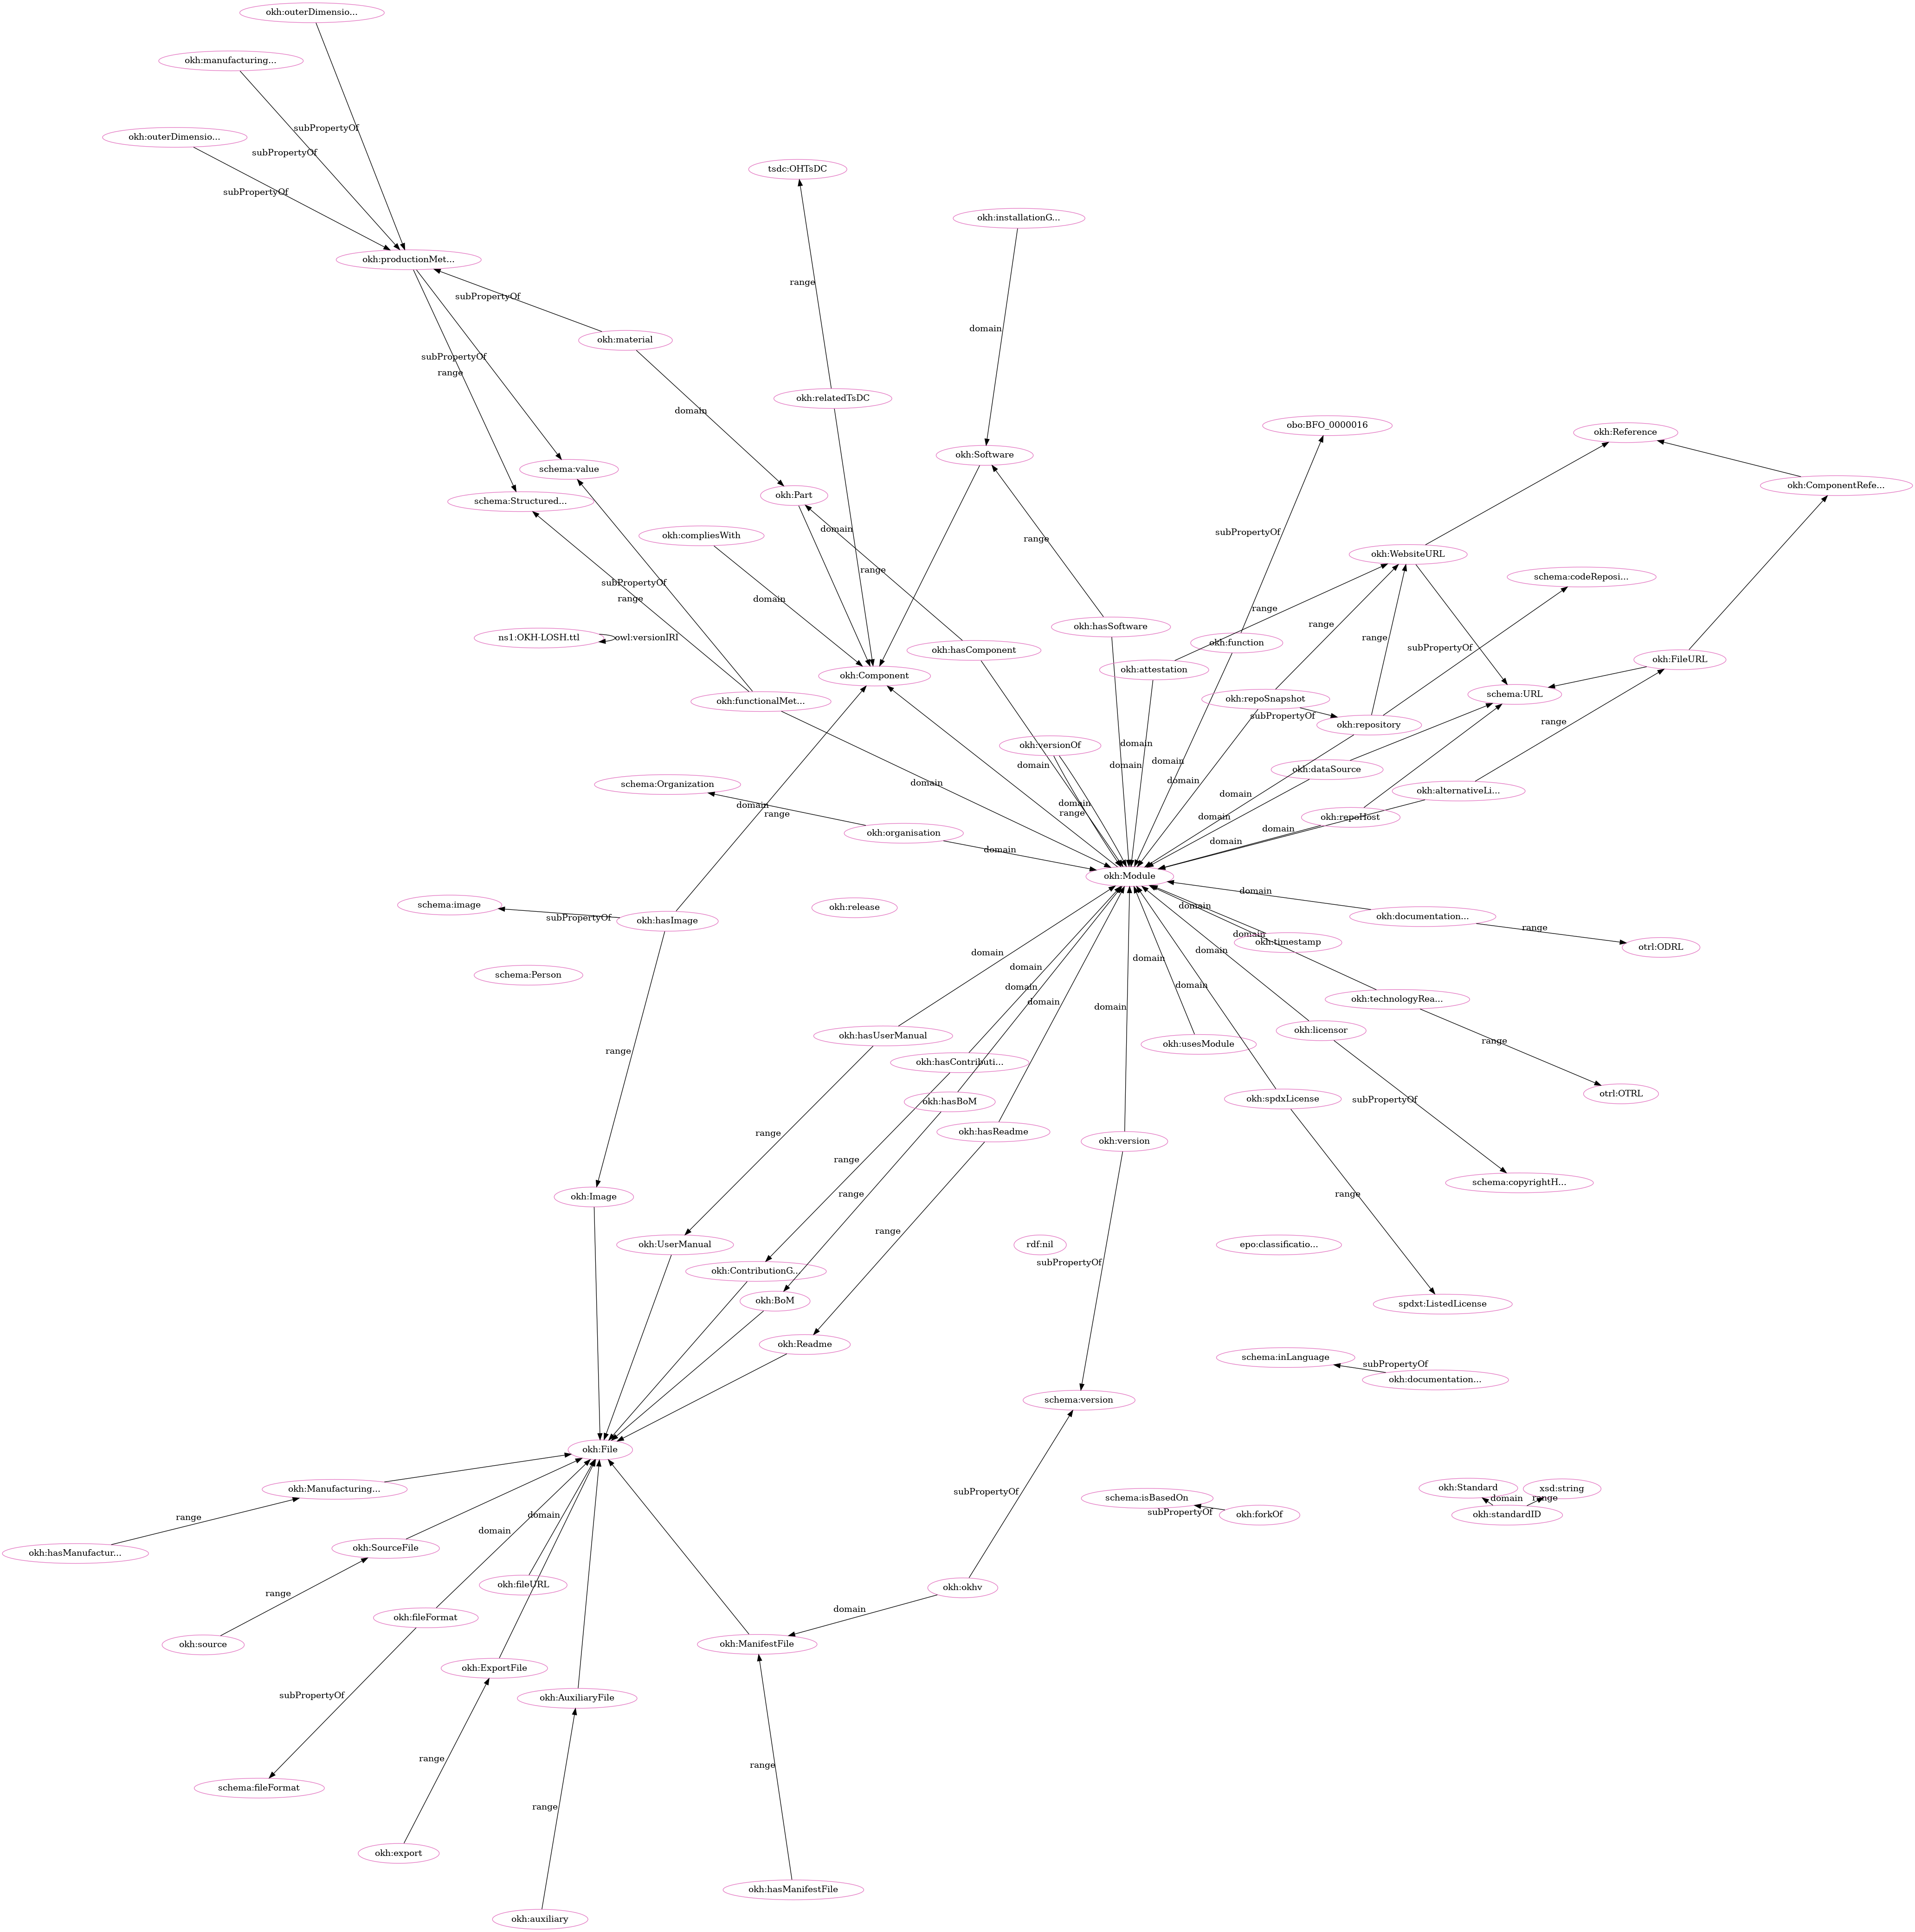 okh:outerDimensio...
okh:manufacturing...
subPropertyOf
okh:outerDimensio...
subPropertyOf
tsdc:OHTsDC
subPropertyOf
okh:installationG...
okh:productionMet...
range
subPropertyOf
domain
okh:material
subPropertyOf
range
okh:relatedTsDC
domain
obo:BFO_0000016
okh:Reference
okh:Software
schema:value
okh:ComponentRefe...
okh:Part
schema:Structured...
domain
subPropertyOf
okh:compliesWith
range
okh:WebsiteURL
range
schema:codeReposi...
subPropertyOf
range
domain
range
okh:hasSoftware
range
ns1:OKH-LOSH.ttl
owl:versionIRI
range
okh:function
okh:hasComponent
subPropertyOf
okh:FileURL
okh:attestation
okh:Component
schema:URL
okh:functionalMet...
okh:repoSnapshot
subPropertyOf
okh:repository
range
okh:versionOf
domain
domain
domain
domain
okh:dataSource
domain
domain
schema:Organization
okh:alternativeLi...
domain
domain
domain
range
range
domain
okh:repoHost
domain
okh:organisation
domain
domain
okh:Module
domain
schema:image
okh:release
domain
okh:documentation...
subPropertyOf
okh:hasImage
range
domain
okh:timestamp
otrl:ODRL
domain
domain
domain
domain
schema:Person
domain
domain
domain
okh:technologyRea...
domain
domain
okh:licensor
okh:hasUserManual
range
okh:usesModule
range
okh:hasContributi...
otrl:OTRL
okh:hasBoM
okh:spdxLicense
subPropertyOf
okh:hasReadme
range
okh:version
range
schema:copyrightH...
okh:Image
range
range
range
okh:UserManual
rdf:nil
epo:classificatio...
subPropertyOf
okh:ContributionG...
okh:BoM
spdxt:ListedLicense
okh:Readme
schema:inLanguage
subPropertyOf
okh:documentation...
schema:version
okh:File
okh:Manufacturing...
subPropertyOf
schema:isBasedOn
okh:Standard
xsd:string
domain
range
range
domain
domain
subPropertyOf
okh:forkOf
okh:standardID
okh:hasManufactur...
okh:SourceFile
okh:fileURL
okh:okhv
range
domain
okh:fileFormat
okh:source
okh:ManifestFile
okh:ExportFile
subPropertyOf
okh:AuxiliaryFile
range
range
schema:fileFormat
range
okh:export
okh:hasManifestFile
okh:auxiliary